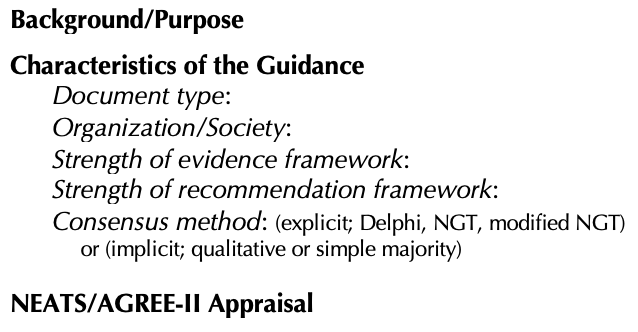 Background/Purpose
Characteristics of the Guidance
Document type:
Organization/Society:
Strength of evidence framework:
Strength of recommendation framework:
Consensus method: (explicit; Delphi, NGT, modified NGT)
or (implicit; qualitative or simple majority)
NEATS/AGREE-II Appraisal